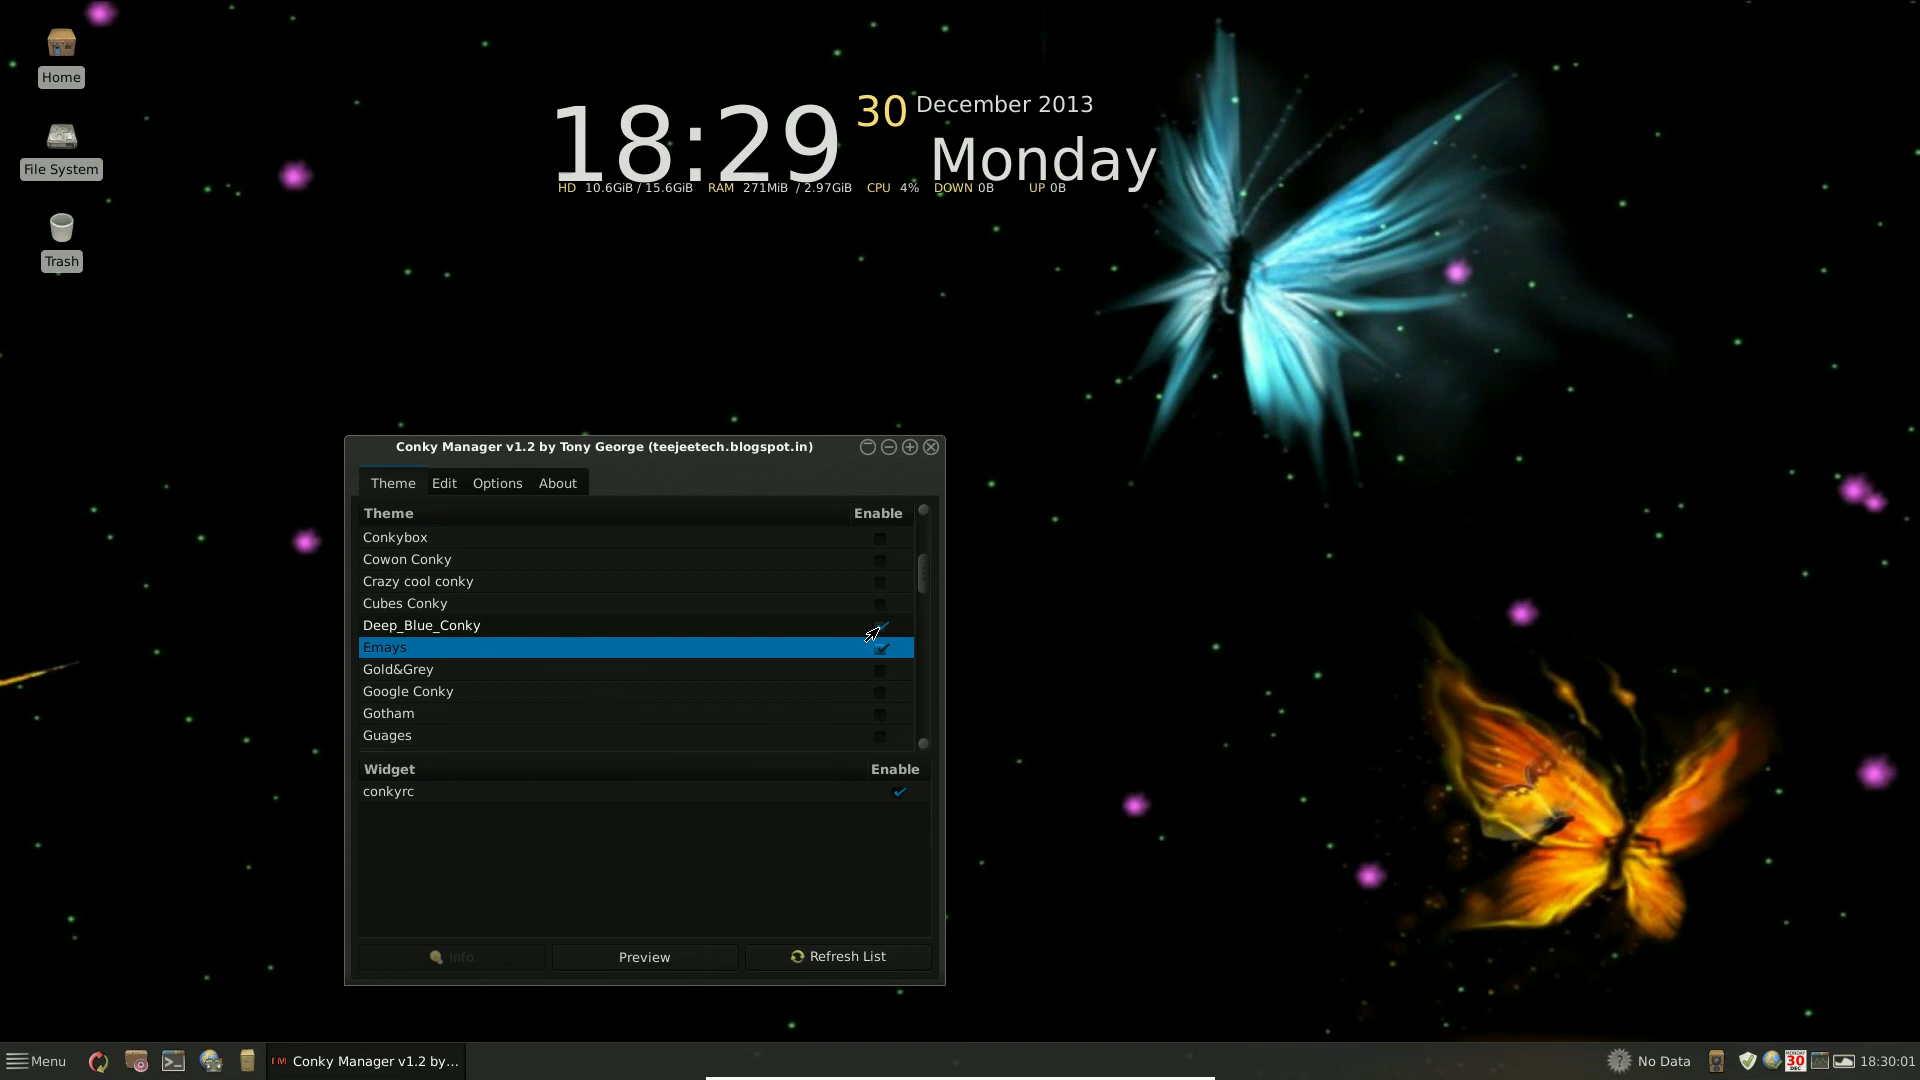 Home
File System
Trash
18:29 30 December 2013
Monday
HD 10.6GiB / 15.6GiB RAM 271MiB / 2.97GiB CPU 4% DOWN 0B UP 0B
Conky Manager v1.2 by Tony George (teejeetech.blogspot.in)
Theme Edit Options About
Theme Enable
Conkybox
Cowon Conky
Crazy cool conky
Cubes Conky
Deep_Blue_Conky
Emays
Gold&Grey
Google Conky
Gotham
Guages
Widget Enable
conkyrc
Info Preview Refresh List
Menu Conky Manager v1.2 by... ? No Data MONDAY 30 DEC 18:30:01